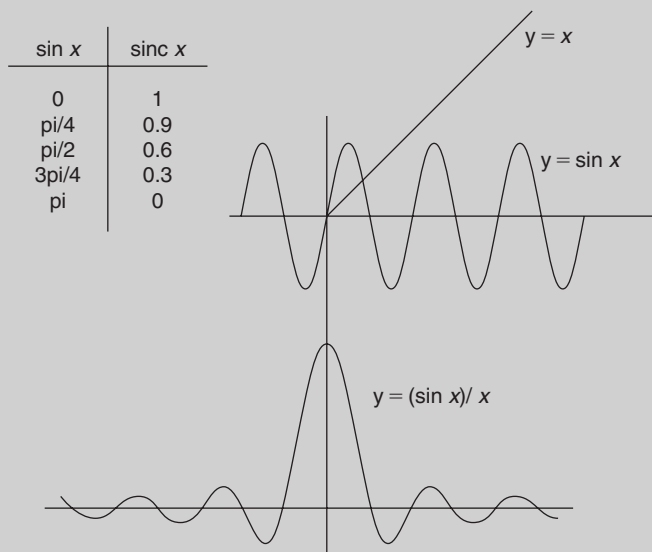 sin x sinc x
0 1
pi/4 0.9
pi/2 0.6
3pi/4 0.3
pi 0
y = x
y = sin x
y = (sin x)/ x